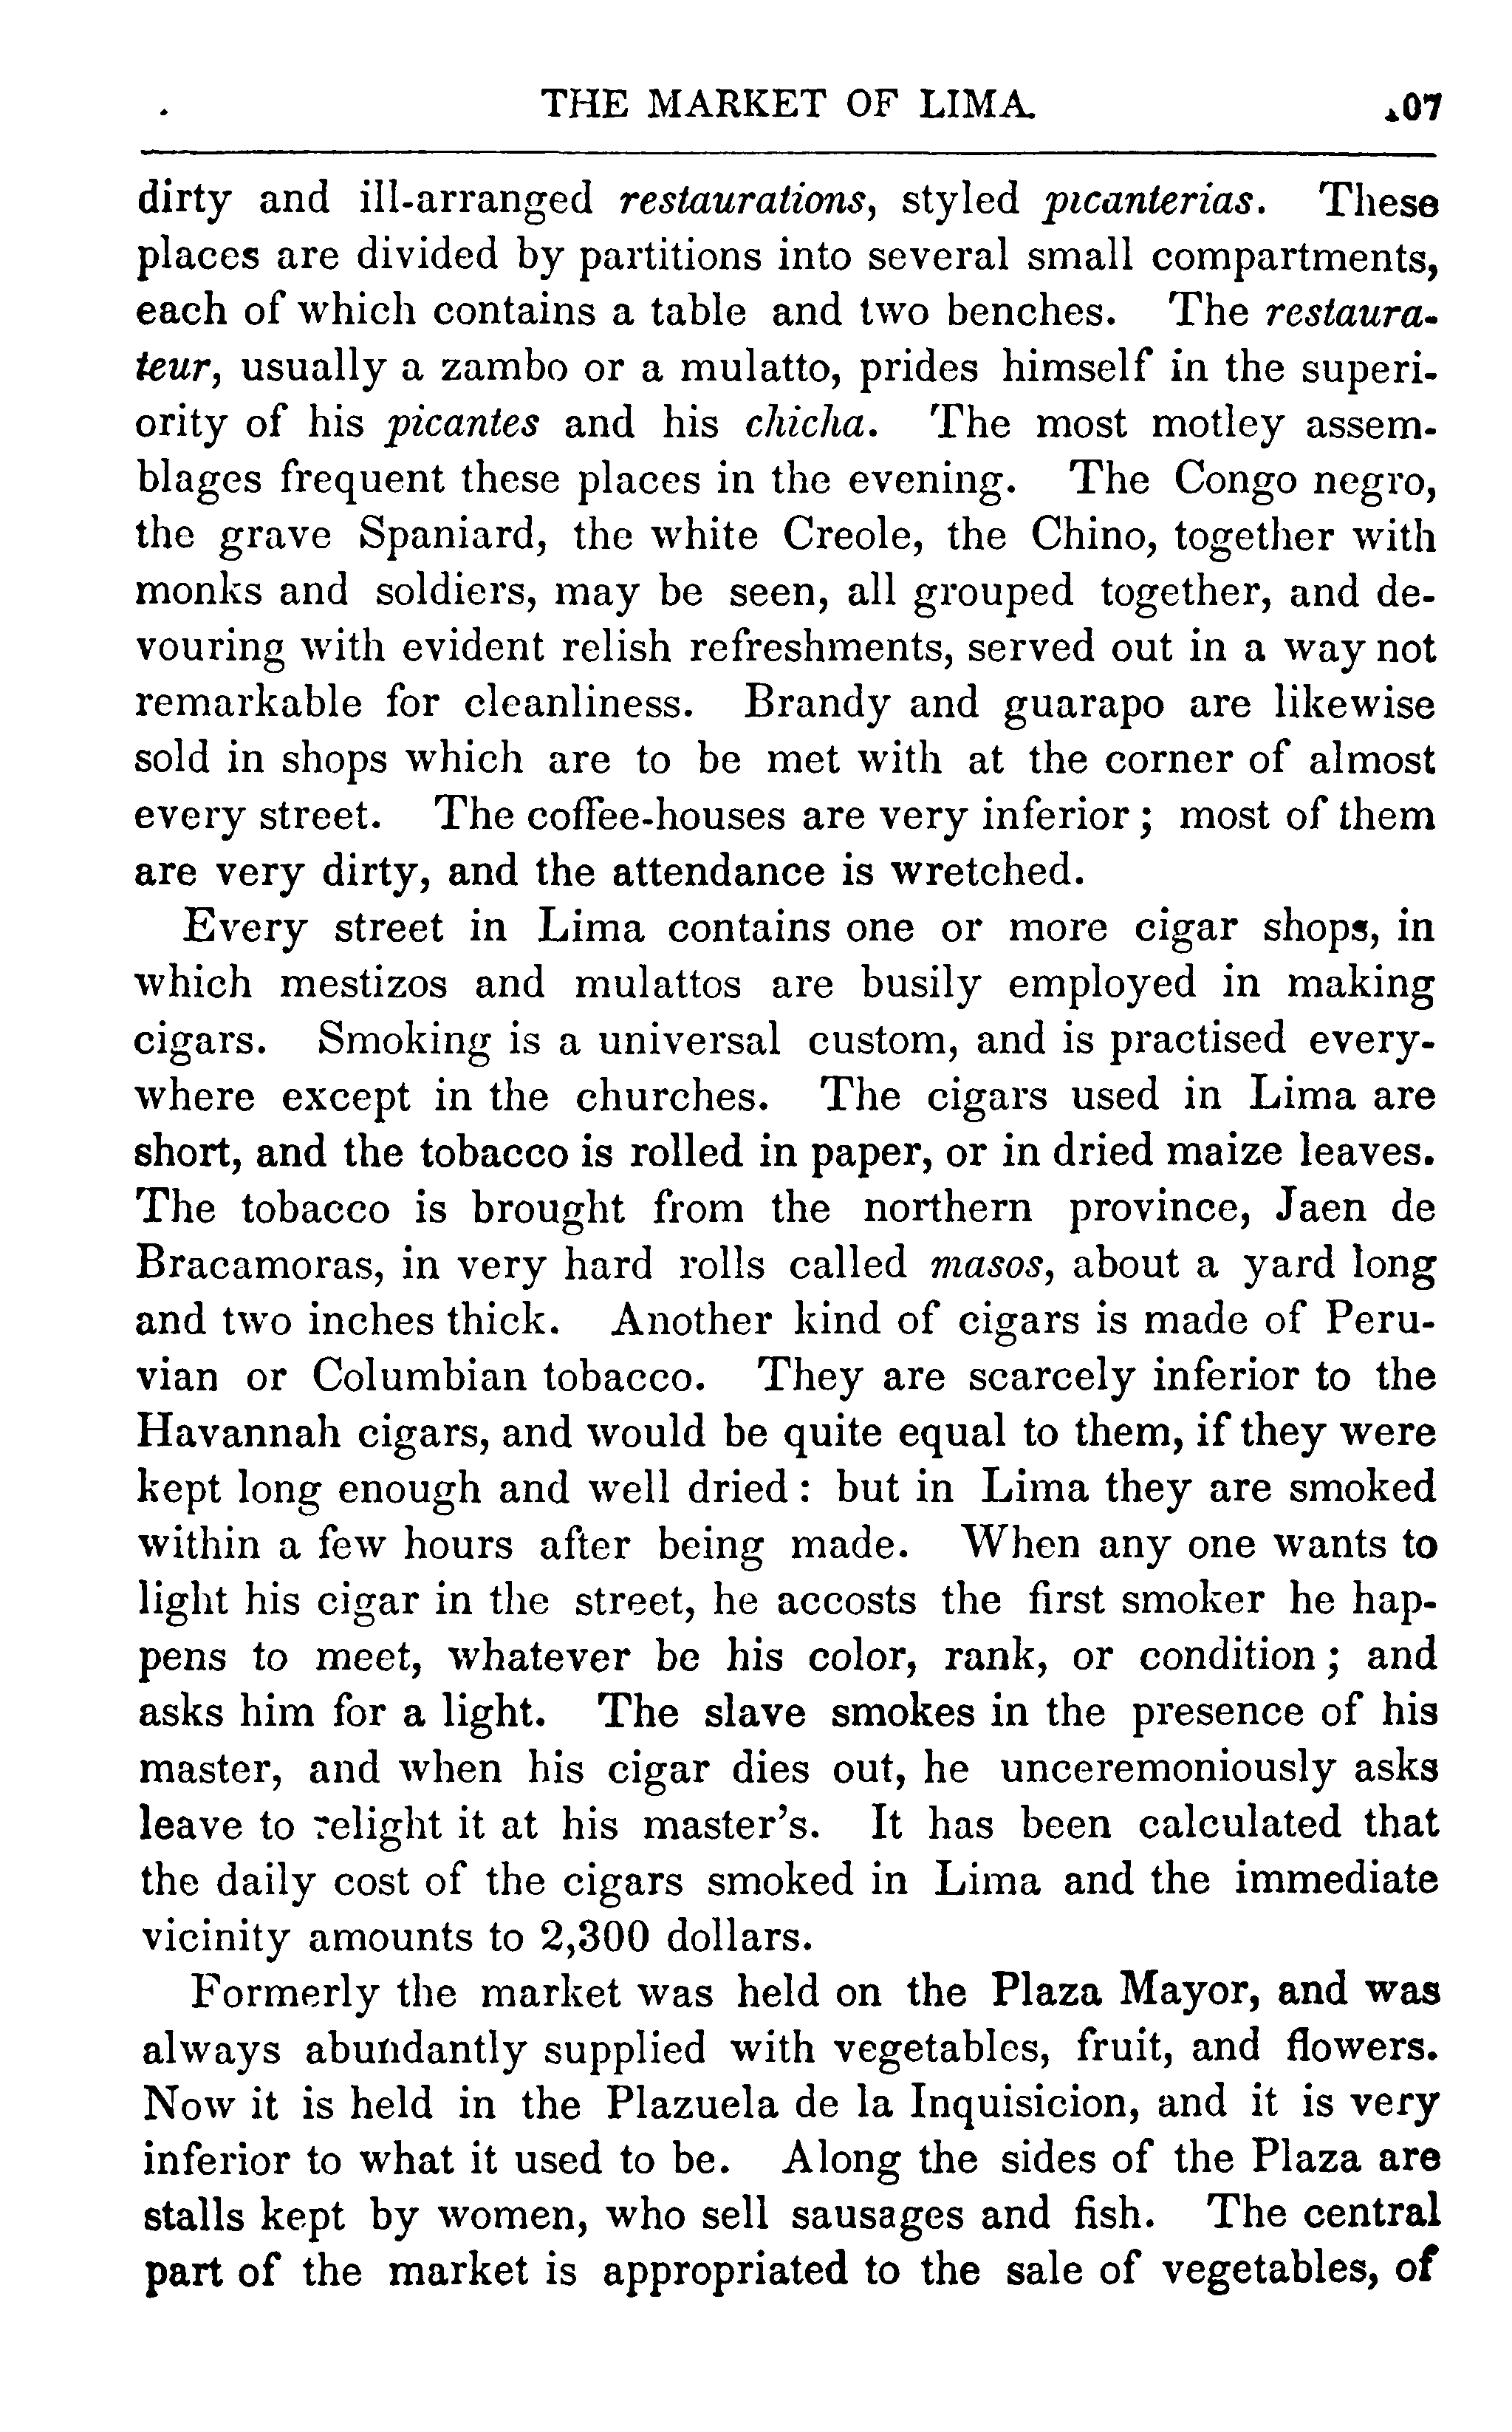 THE MARKET OF LIMA. 107
dirty and ill-arranged restaurations, styled picanterias. These
places are divided by partitions into several small compartments,
each of which contains a table and two benches. The restaura-
teur, usually a zambo or a mulatto, prides himself in the superi-
ority of his picantes and his chicha. The most motley assem-
blages frequent these places in the evening. The Congo negro,
the grave Spaniard, the white Creole, the Chino, together with
monks and soldiers, may be seen, all grouped together, and de-
vouring with evident relish refreshments, served out in a way not
remarkable for cleanliness. Brandy and guarapo are likewise
sold in shops which are to be met with at the corner of almost
every street. The coffee-houses are very inferior; most of them
are very dirty, and the attendance is wretched.
Every street in Lima contains one or more cigar shops, in
which mestizos and mulattos are busily employed in making
cigars. Smoking is a universal custom, and is practised every-
where except in the churches. The cigars used in Lima are
short, and the tobacco is rolled in paper, or in dried maize leaves.
The tobacco is brought from the northern province, Jaen de
Bracamoras, in very hard rolls called masos, about a yard long
and two inches thick. Another kind of cigars is made of Peru-
vian or Columbian tobacco. They are scarcely inferior to the
Havannah cigars, and would be quite equal to them, if they were
kept long enough and well dried: but in Lima they are smoked
within a few hours after being made. When any one wants to
light his cigar in the street, he accosts the first smoker he hap-
pens to meet, whatever be his color, rank, or condition; and
asks him for a light. The slave smokes in the presence of his
master, and when his cigar dies out, he unceremoniously asks
leave to relight it at his master's. It has been calculated that
the daily cost of the cigars smoked in Lima and the immediate
vicinity amounts to 2,300 dollars.
Formerly the market was held on the Plaza Mayor, and was
always abundantly supplied with vegetables, fruit, and flowers.
Now it is held in the Plazuela de la Inquisicion, and it is very
inferior to what it used to be. Along the sides of the Plaza are
stalls kept by women, who sell sausages and fish. The central
part of the market is appropriated to the sale of vegetables, of